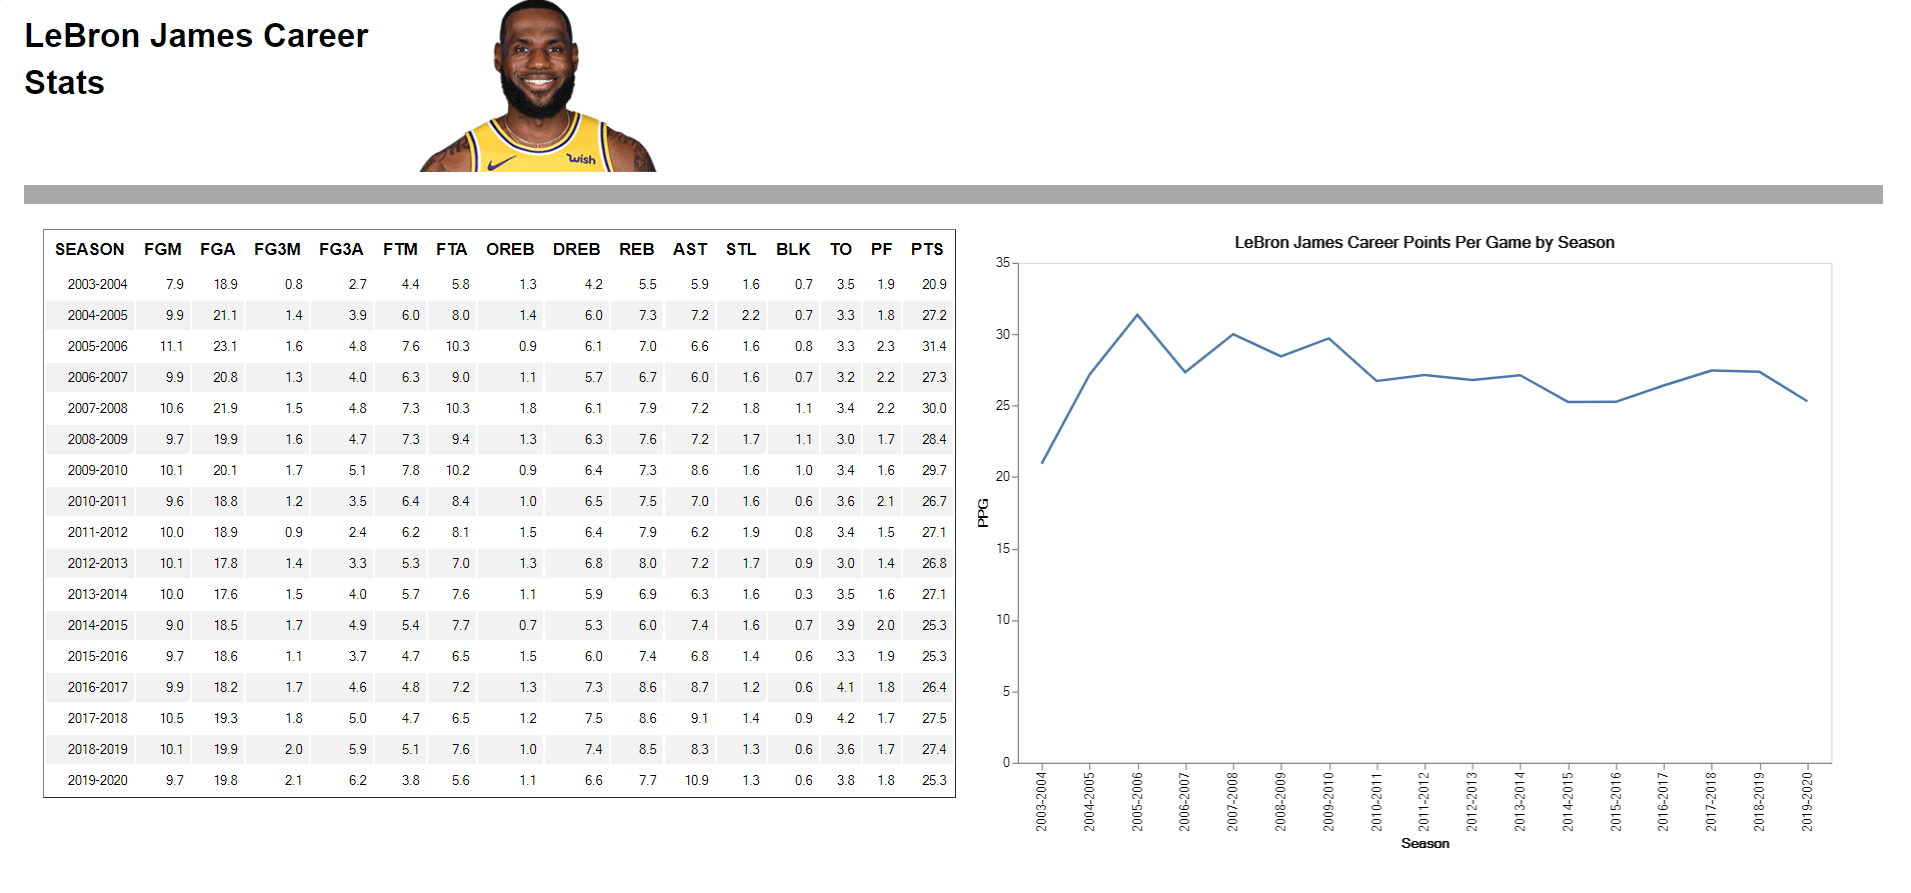 LeBron James Career
Stats
wish
SEASON FGM FGA FG3M FG3A FTM FTA OREB DREB REB AST STL BLK TO PF PTS
2003-2004 7.9 18.9 0.8 2.7 4.4 5.8 1.3 4.2 5.5 5.9 1.6 0.7 3.5 1.9 20.9
2004-2005 9.9 21.1 1.4 3.9 6.0 8.0 1.4 6.0 7.3 7.2 2.2 0.7 3.3 1.8 27.2
2005-2006 11.1 23.1 1.6 4.8 7.6 10.3 0.9 6.1 7.0 6.6 1.6 0.8 3.3 2.3 31.4
2006-2007 9.9 20.8 1.3 4.0 6.3 9.0 1.1 5.7 6.7 6.0 1.6 0.7 3.2 2.2 27.3
2007-2008 10.6 21.9 1.5 4.8 7.3 10.3 1.8 6.1 7.9 7.2 1.8 1.1 3.4 2.2 30.0
2008-2009 9.7 19.9 1.6 4.7 7.3 9.4 1.3 6.3 7.6 7.2 1.7 1.1 3.0 1.7 28.4
2009-2010 10.1 20.1 1.7 5.1 7.8 10.2 0.9 6.4 7.3 8.6 1.6 1.0 3.4 1.6 29.7
2010-2011 9.6 18.8 1.2 3.5 6.4 8.4 1.0 6.5 7.5 7.0 1.6 0.6 3.6 2.1 26.7
2011-2012 10.0 18.9 0.9 2.4 6.2 8.1 1.5 6.4 7.9 6.2 1.9 0.8 3.4 1.5 27.1
2012-2013 10.1 17.8 1.4 3.3 5.3 7.0 1.3 6.8 8.0 7.2 1.7 0.9 3.0 1.4 26.8
2013-2014 10.0 17.6 1.5 4.0 5.7 7.6 1.1 5.9 6.9 6.3 1.6 0.3 3.5 1.6 27.1
2014-2015 9.0 18.5 1.7 4.9 5.4 7.7 0.7 5.3 6.0 7.4 1.6 0.7 3.9 2.0 25.3
2015-2016 9.7 18.6 1.1 3.7 4.7 6.5 1.5 6.0 7.4 6.8 1.4 0.6 3.3 1.9 25.3
2016-2017 9.9 18.2 1.7 4.6 4.8 7.2 1.3 7.3 8.6 8.7 1.2 0.6 4.1 1.8 26.4
2017-2018 10.5 19.3 1.8 5.0 4.7 6.5 1.2 7.5 8.6 9.1 1.4 0.9 4.2 1.7 27.5
2018-2019 10.1 19.9 2.0 5.9 5.1 7.6 1.0 7.4 8.5 8.3 1.3 0.6 3.6 1.7 27.4
2019-2020 9.7 19.8 2.1 6.2 3.8 5.6 1.1 6.6 7.7 10.9 1.3 0.6 3.8 1.8 25.3
LeBron James Career Points Per Game by Season
35
30
25
20
15
10
5
0
PPG
2003-2004
2004-2005
2005-2006
2006-2007
2007-2008
2008-2009
2009-2010
2010-2011
2011-2012
2012-2013
2013-2014
2014-2015
2015-2016
2016-2017
2017-2018
2018-2019
2019-2020
Season